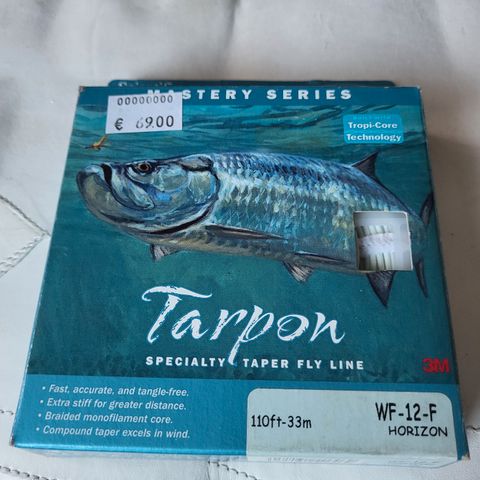 MASTERY SERIES
00000000
€ 69.00
Tropi-Core
Technology
Tarpon
SPECIALTY TAPER FLY LINE
3M
• Fast, accurate, and tangle-free.
• Extra stiff for greater distance.
• Braided monofilament core.
• Compound taper excels in wind.
110ft-33m
WF-12-F
HORIZON